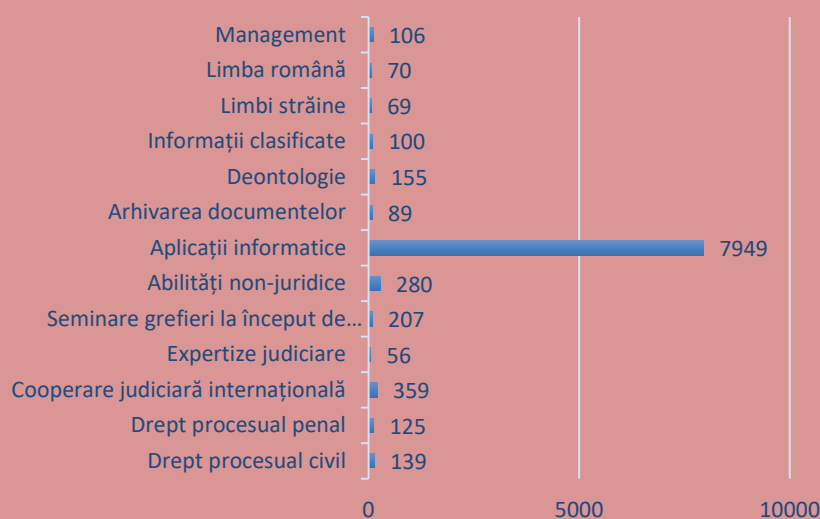 Management 106
Limba română 70
Limbi străine 69
Informații clasificate 100
Deontologie 155
Arhivarea documentelor 89
Aplicații informatice 7949
Abilități non-juridice 280
Seminare grefieri la început de... 207
Expertize judiciare 56
Cooperare judiciară internațională 359
Drept procesual penal 125
Drept procesual civil 139
0 5000 10000